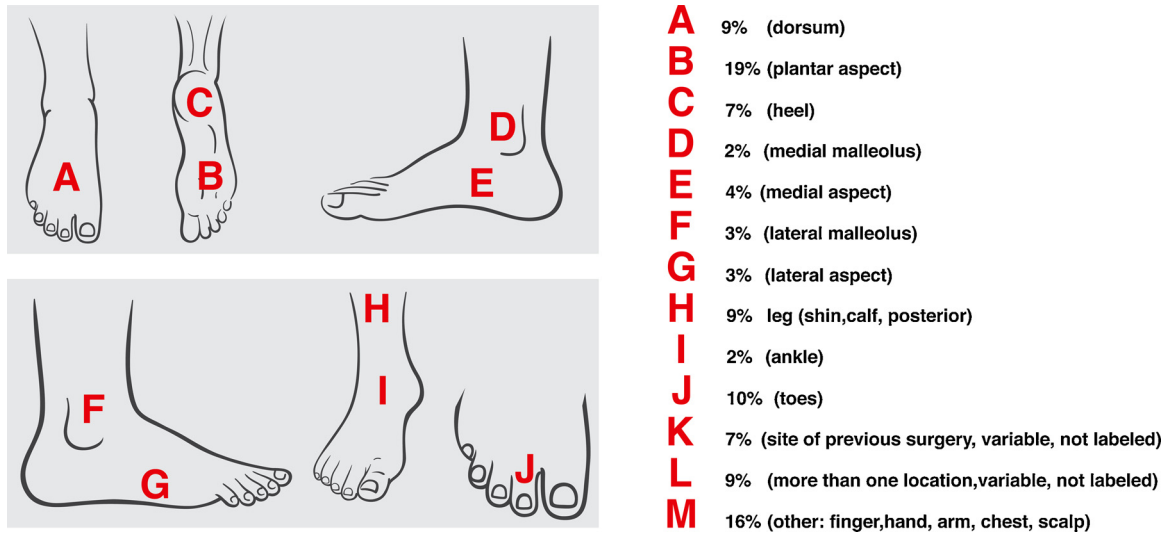 A
B
C
D
E
F
G
H
I
J
A 9% (dorsum)
B 19% (plantar aspect)
C 7% (heel)
D 2% (medial malleolus)
E 4% (medial aspect)
F 3% (lateral malleolus)
G 3% (lateral aspect)
H 9% leg (shin,calf, posterior)
I 2% (ankle)
J 10% (toes)
K 7% (site of previous surgery, variable, not labeled)
L 9% (more than one location,variable, not labeled)
M 16% (other: finger,hand, arm, chest, scalp)